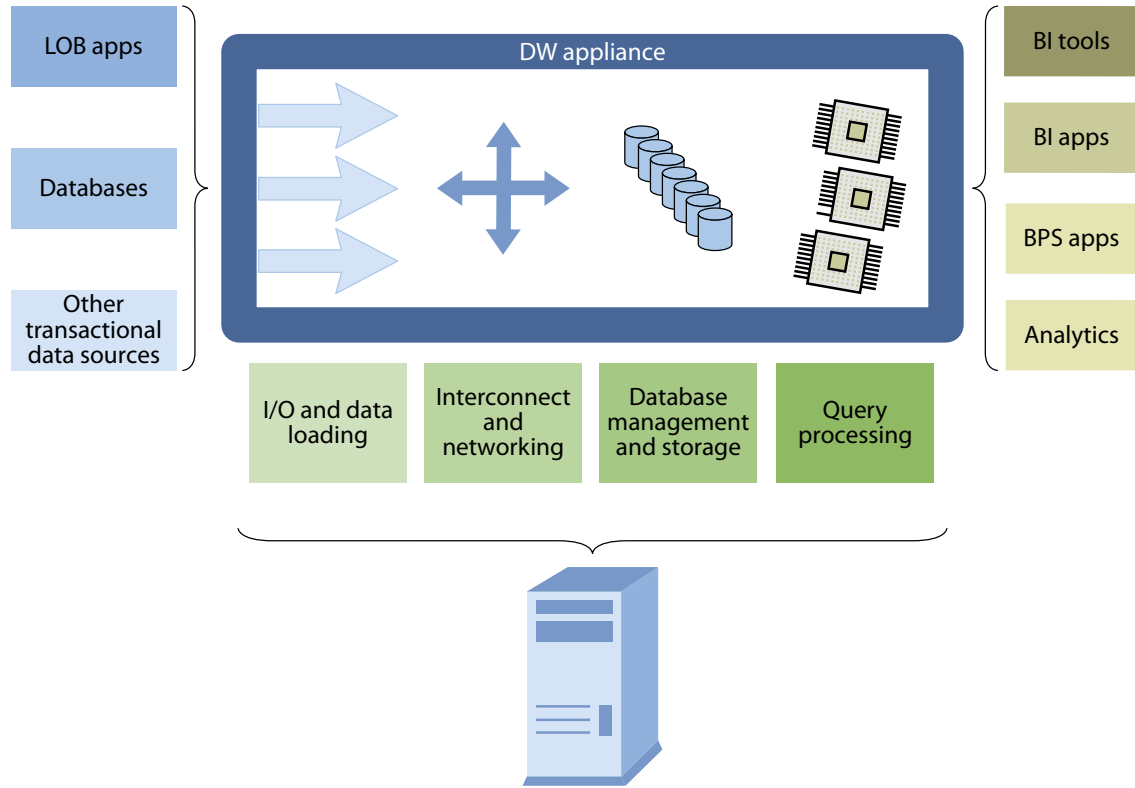 LOB apps
Databases
Other
transactional
data sources
DW appliance
BI tools
BI apps
BPS apps
Analytics
I/O and data
loading
Interconnect
and
networking
Database
management
and storage
Query
processing